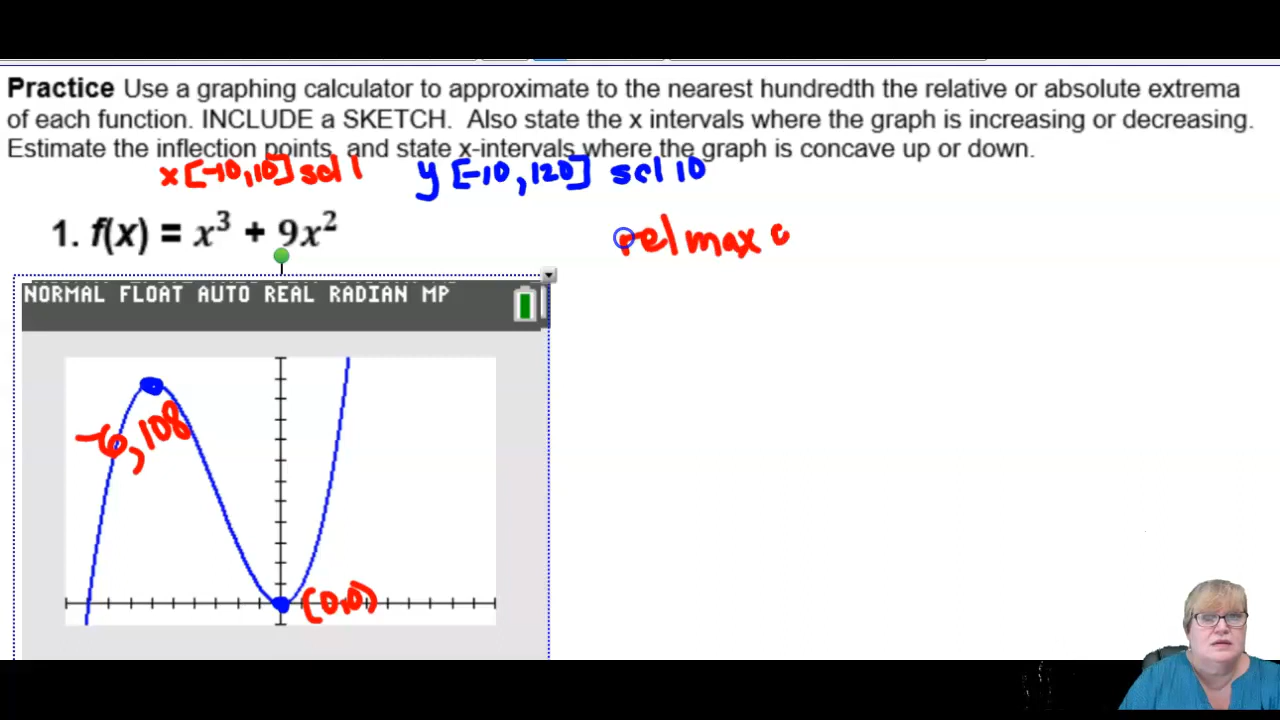 Practice Use a graphing calculator to approximate to the nearest hundredth the relative or absolute extrema
of each function. INCLUDE a SKETCH. Also state the x intervals where the graph is increasing or decreasing.
Estimate the inflection points, and state x-intervals where the graph is concave up or down.
x [-10,10] scl 1 y [-10,120] scl 10
1. f(x) = x³ + 9x²
rel max
NORMAL FLOAT AUTO REAL RADIAN MP
-6,108
(0,0)